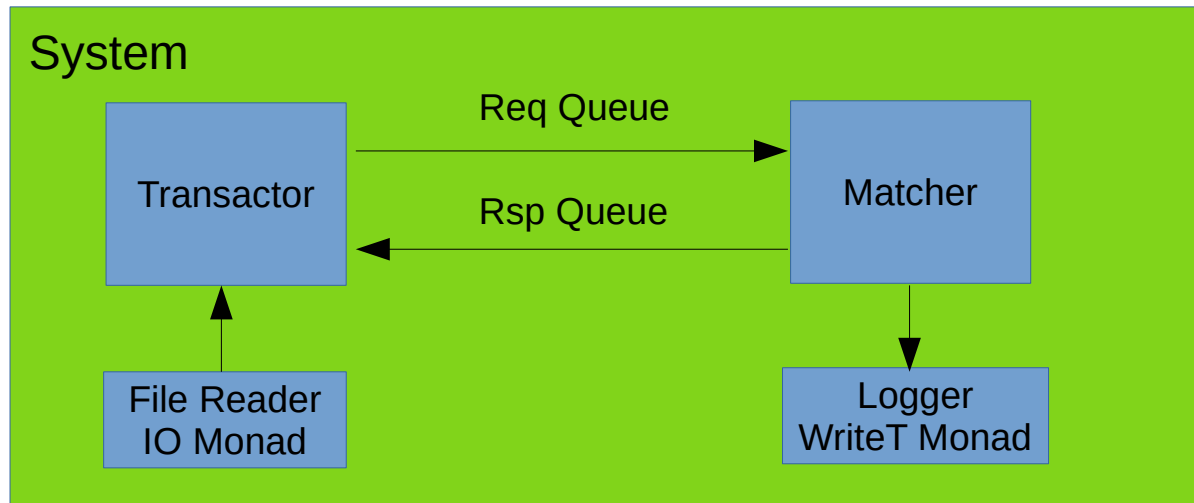 System
Req Queue
Transactor
Matcher
Rsp Queue
File Reader
IO Monad
Logger
WriteT Monad